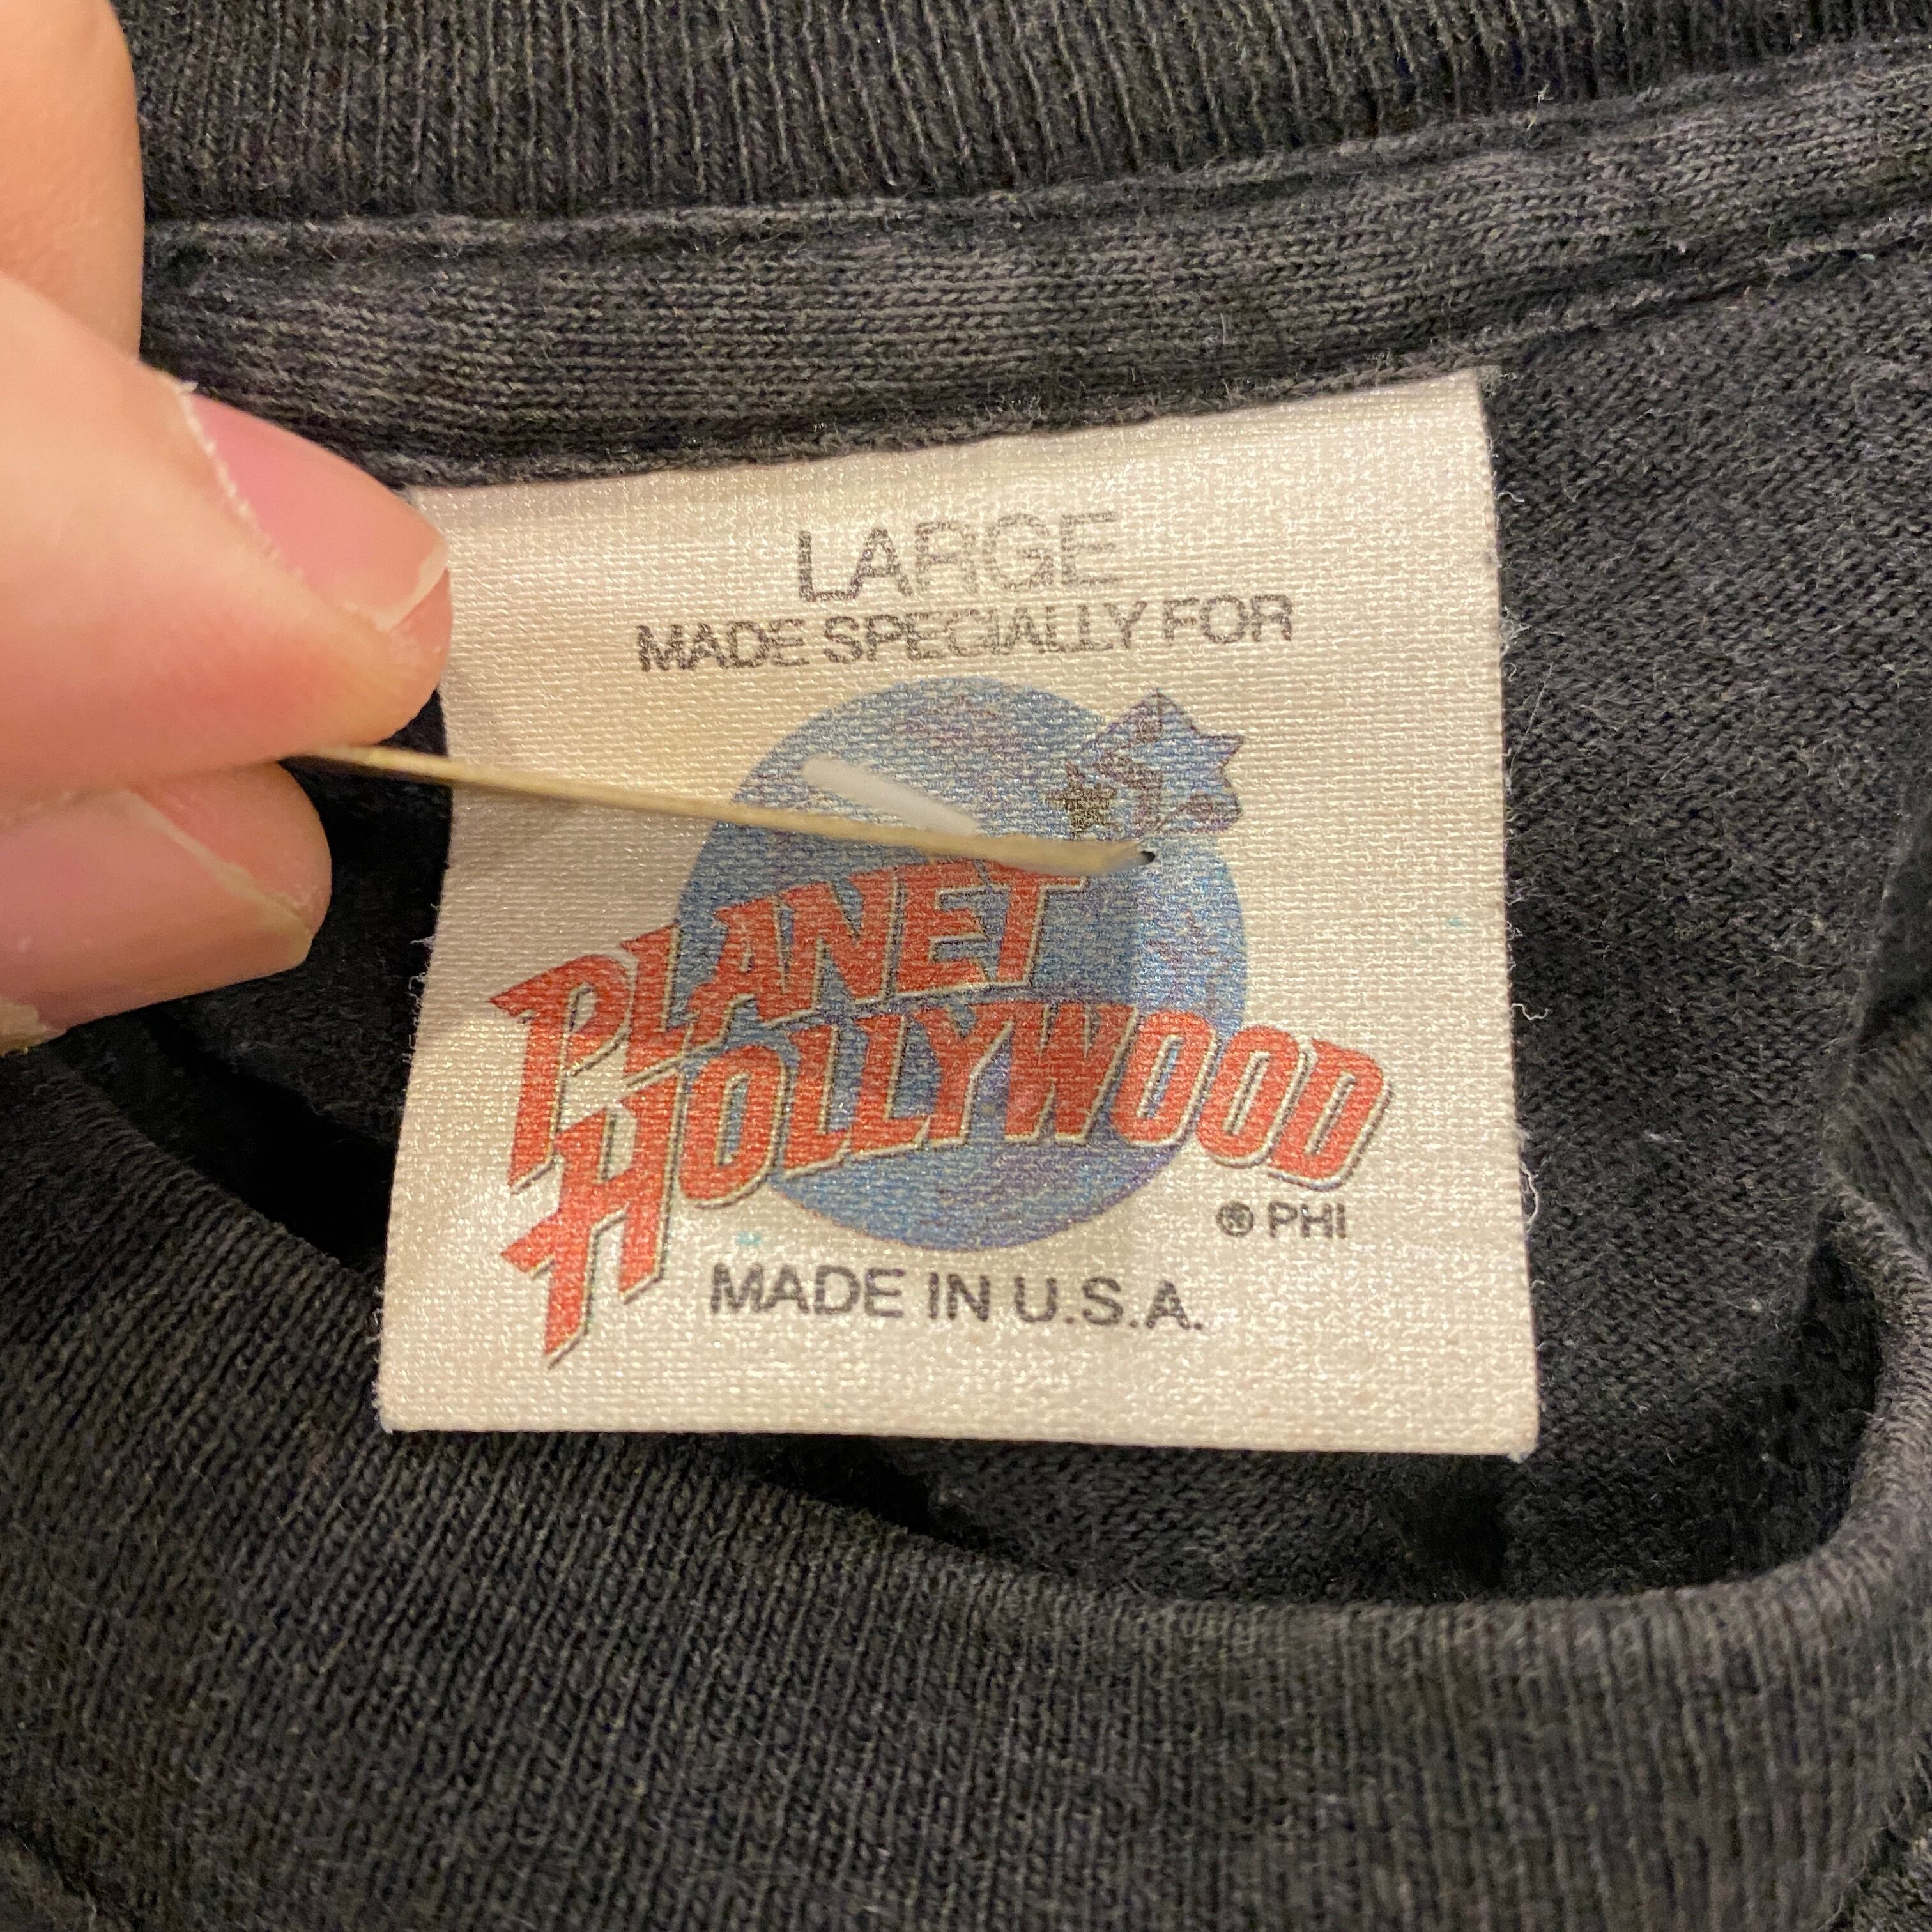 LARGE
MADE SPECIALLY FOR
PLANET
HOLLYWOOD
® PHI
MADE IN U.S.A.